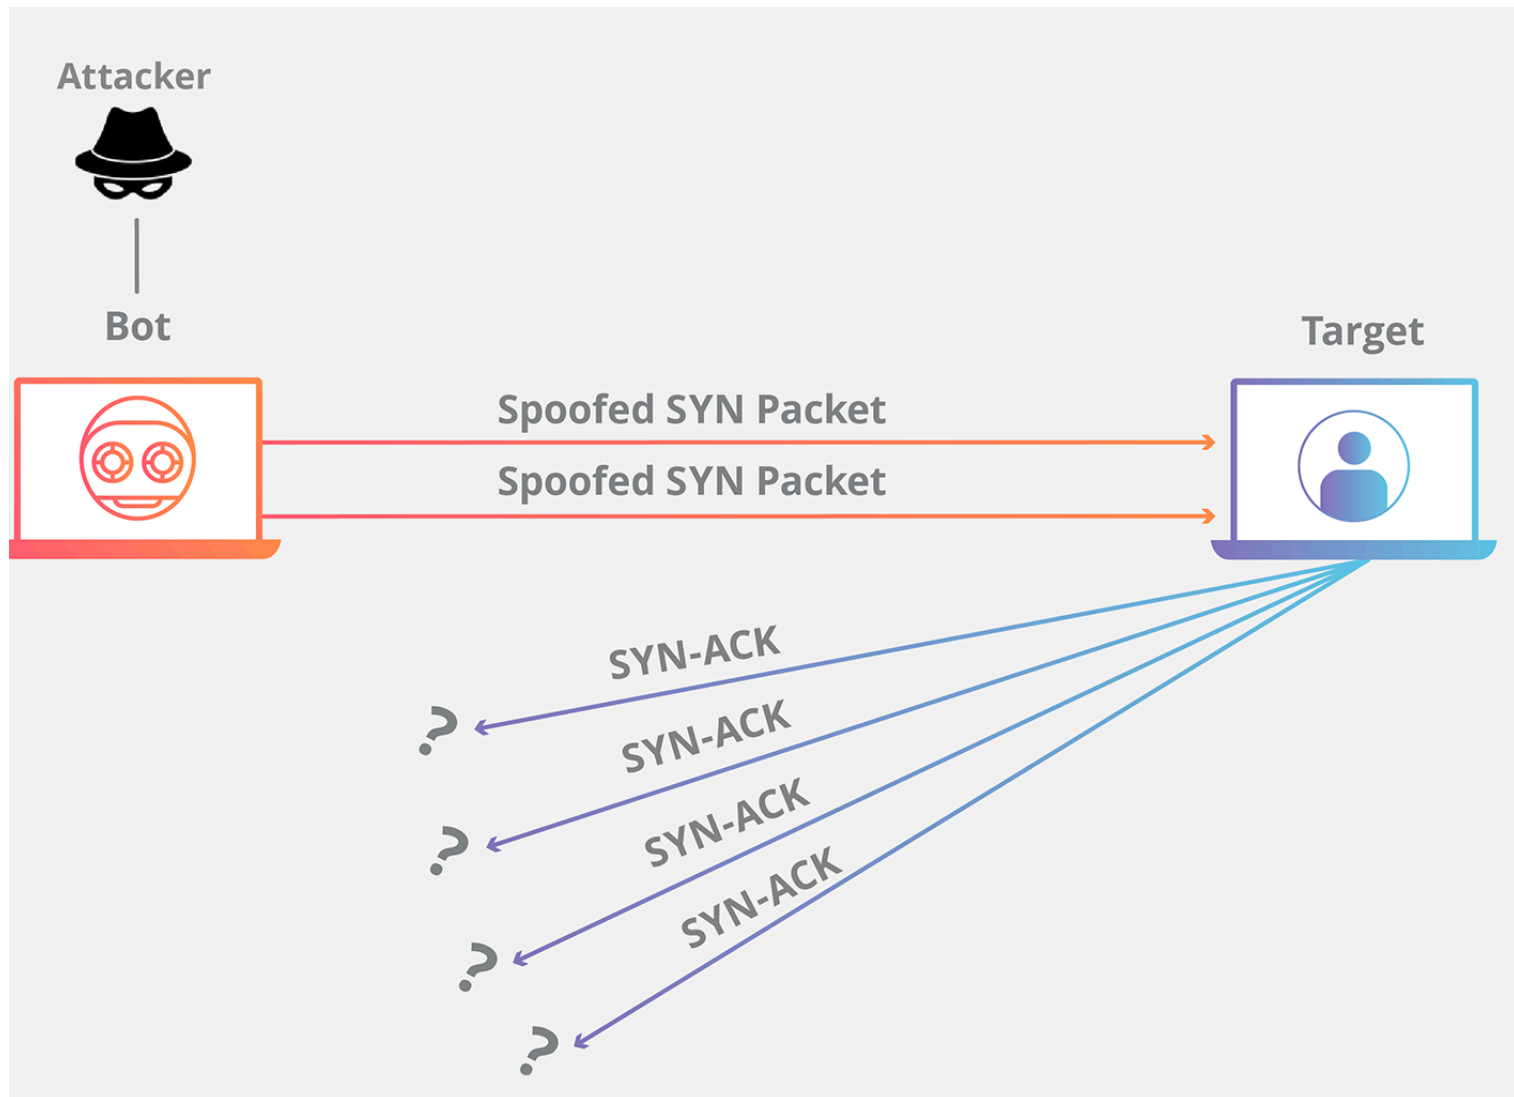 Attacker
Bot
Target
Spoofed SYN Packet
Spoofed SYN Packet
SYN-ACK
?
SYN-ACK
?
SYN-ACK
?
SYN-ACK
?